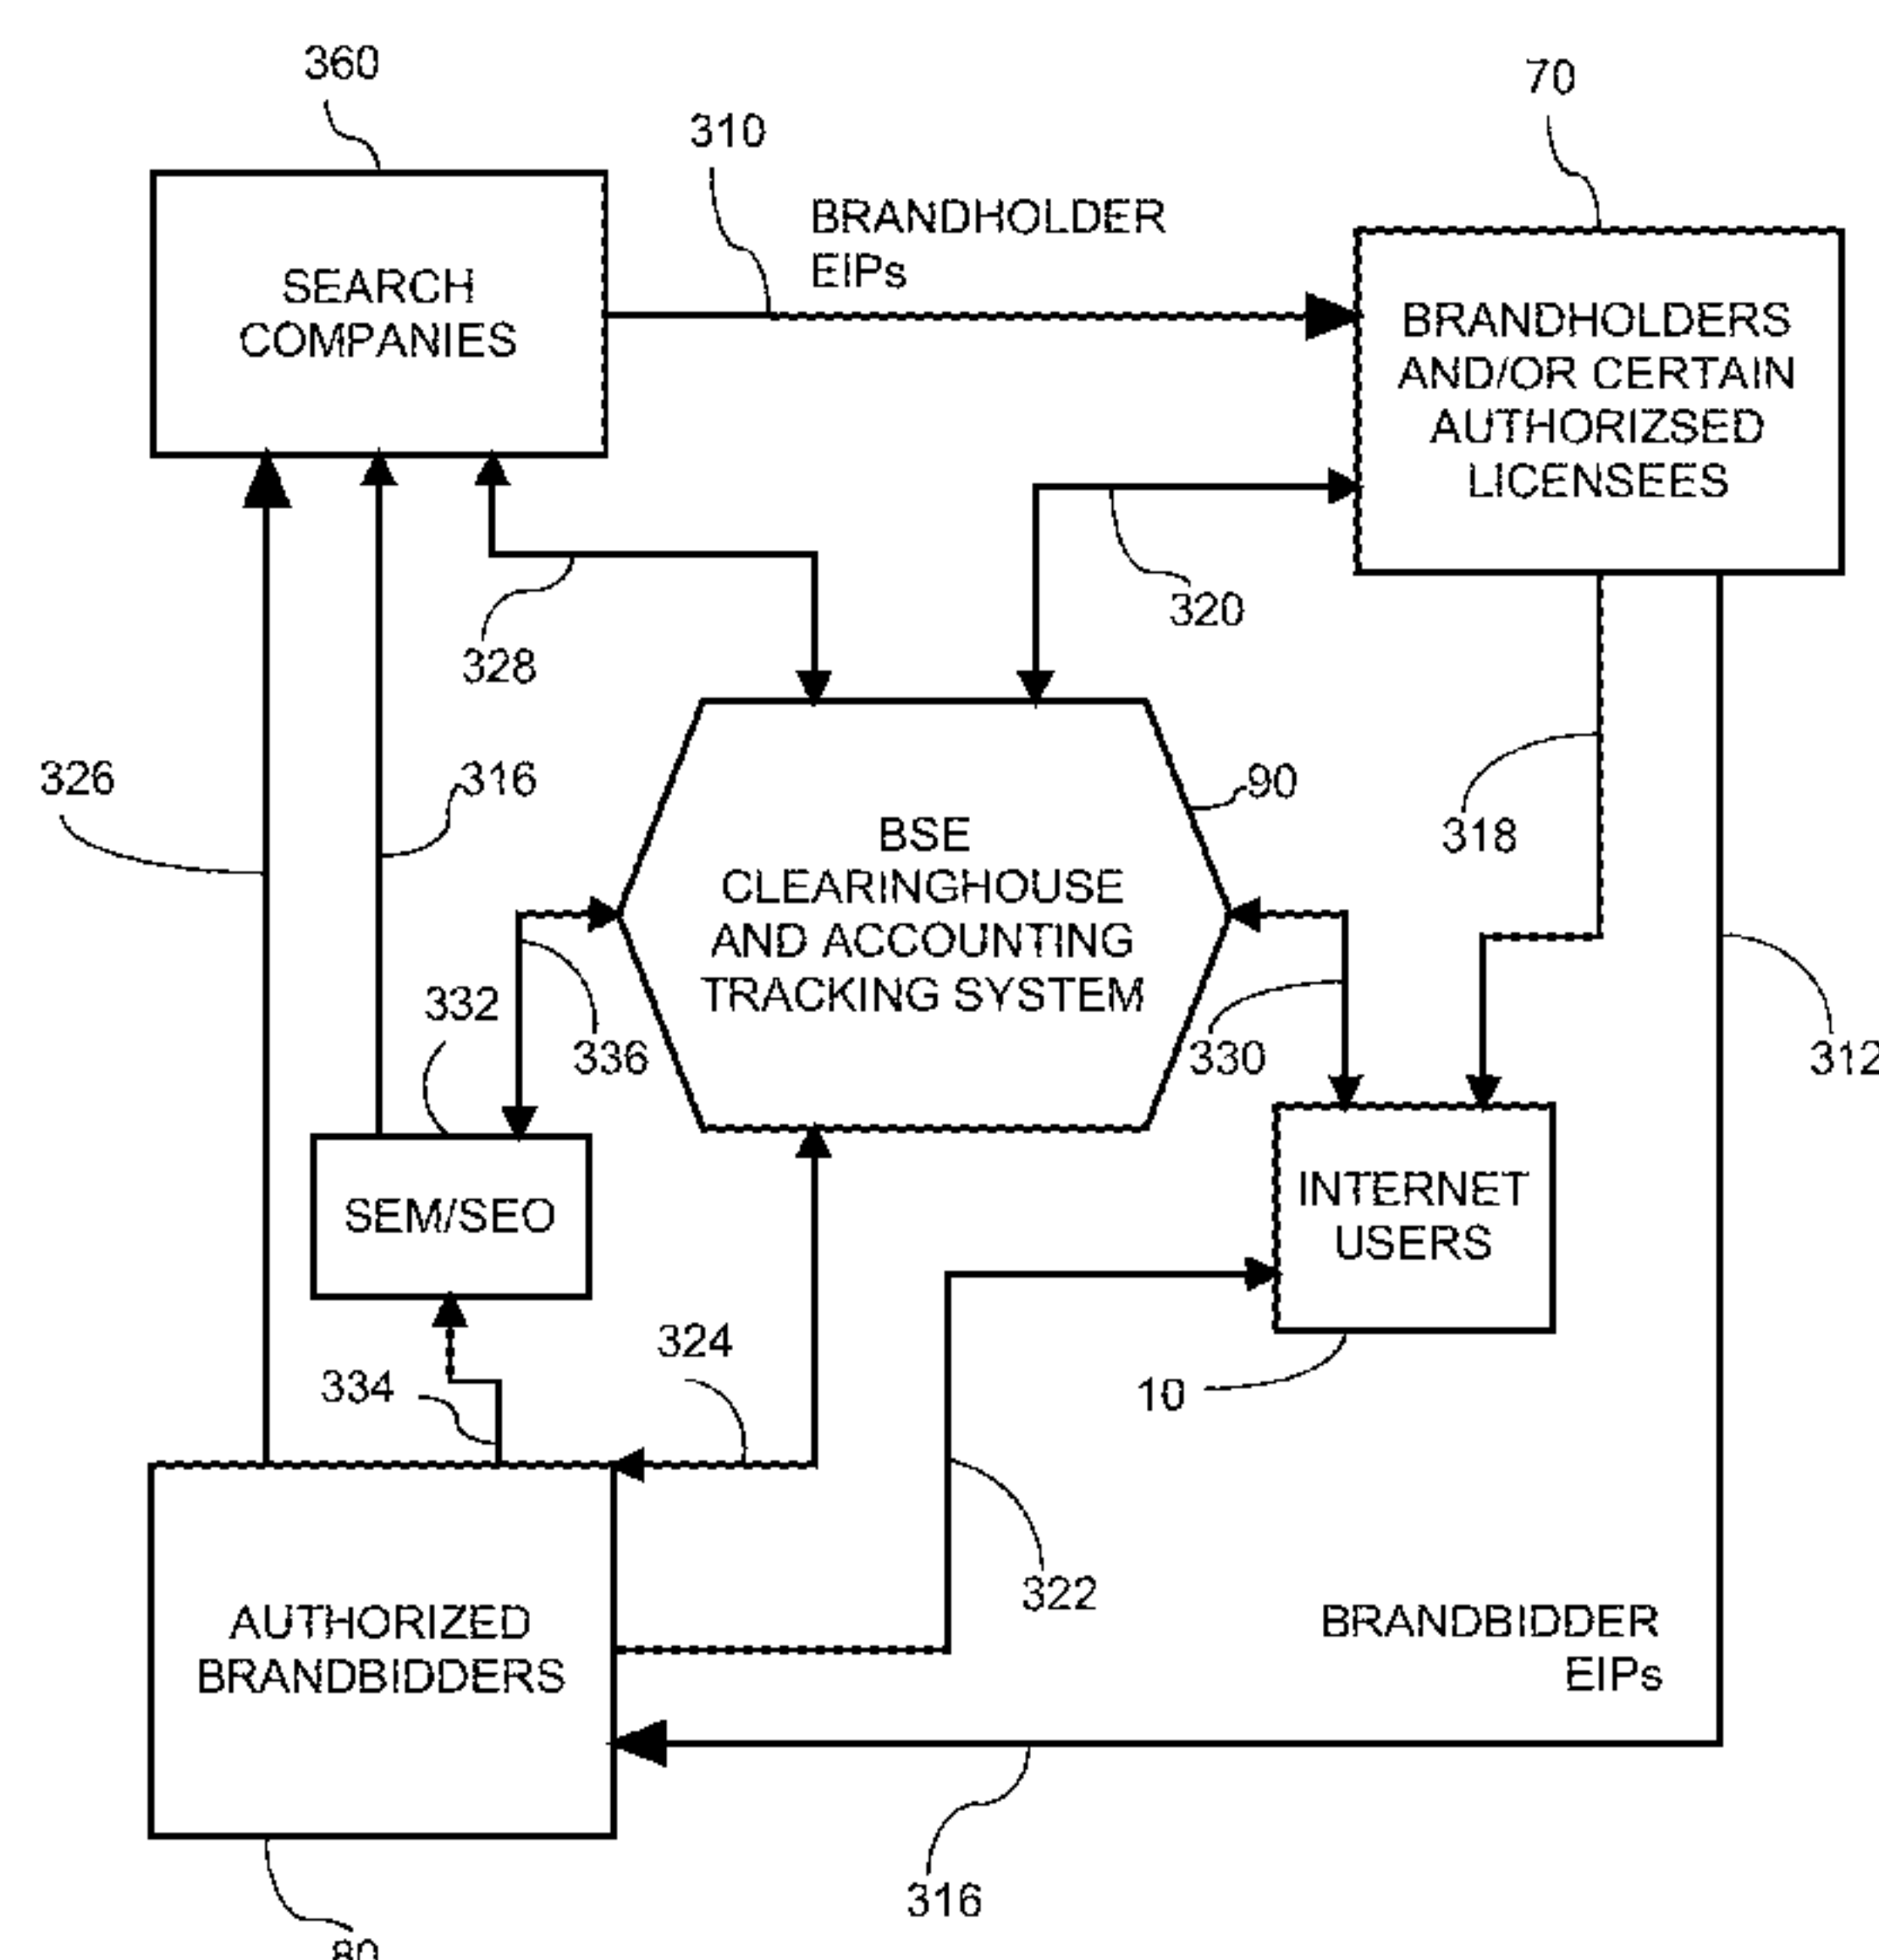 360
70
310
BRANDHOLDER
EIPs
SEARCH
COMPANIES
BRANDHOLDERS
AND/OR CERTAIN
AUTHORIZSED
LICENSEES
320
328
326
316
90
318
BSE
CLEARINGHOUSE
AND ACCOUNTING
TRACKING SYSTEM
332
336
330
312
SEM/SEO
INTERNET
USERS
324
334
10
322
AUTHORIZED
BRANDBIDDERS
BRANDBIDDER
EIPs
316
80